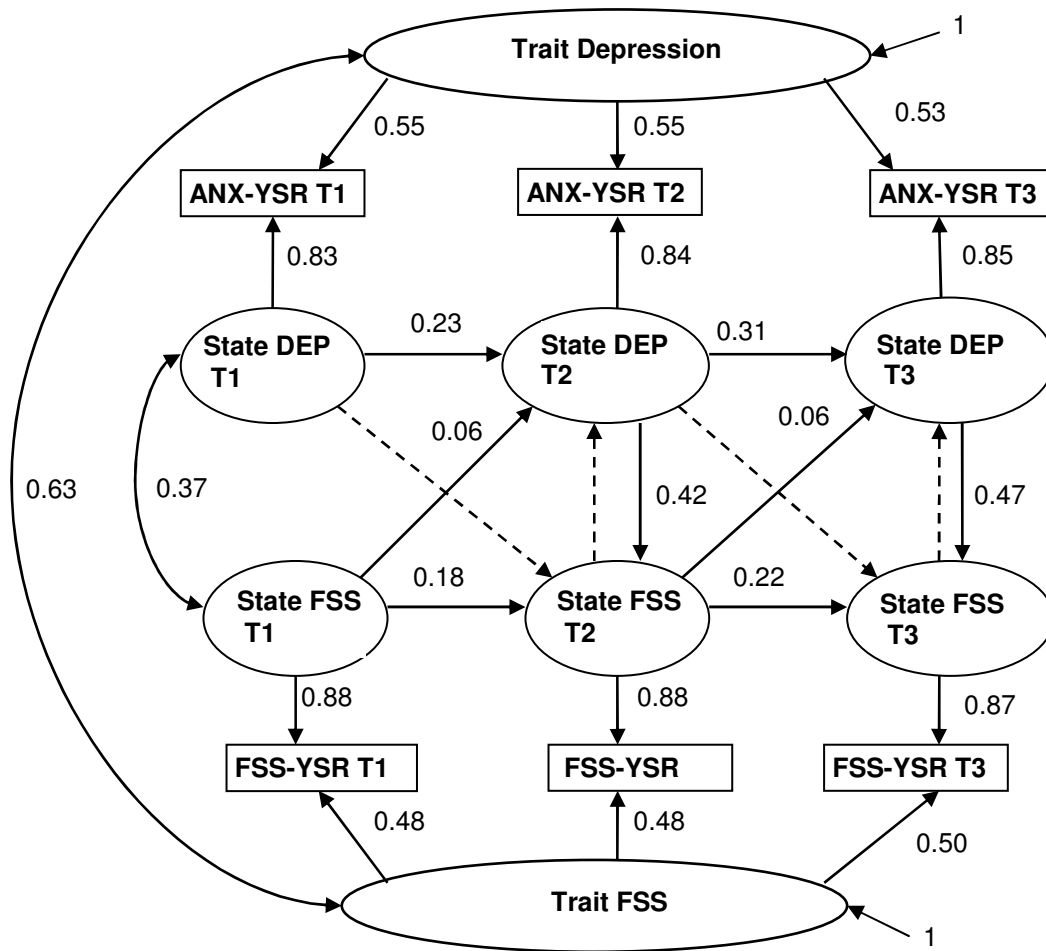 1
Trait Depression
0.55
0.55
0.53
ANX-YSR T1
ANX-YSR T2
ANX-YSR T3
0.83
0.84
0.85
State DEP
T1
0.23
State DEP
T2
0.31
State DEP
T3
0.06
0.06
0.63
0.37
0.42
0.47
State FSS
T1
0.18
State FSS
T2
0.22
State FSS
T3
0.88
0.88
0.87
FSS-YSR T1
FSS-YSR
FSS-YSR T3
0.48
0.48
0.50
Trait FSS
1